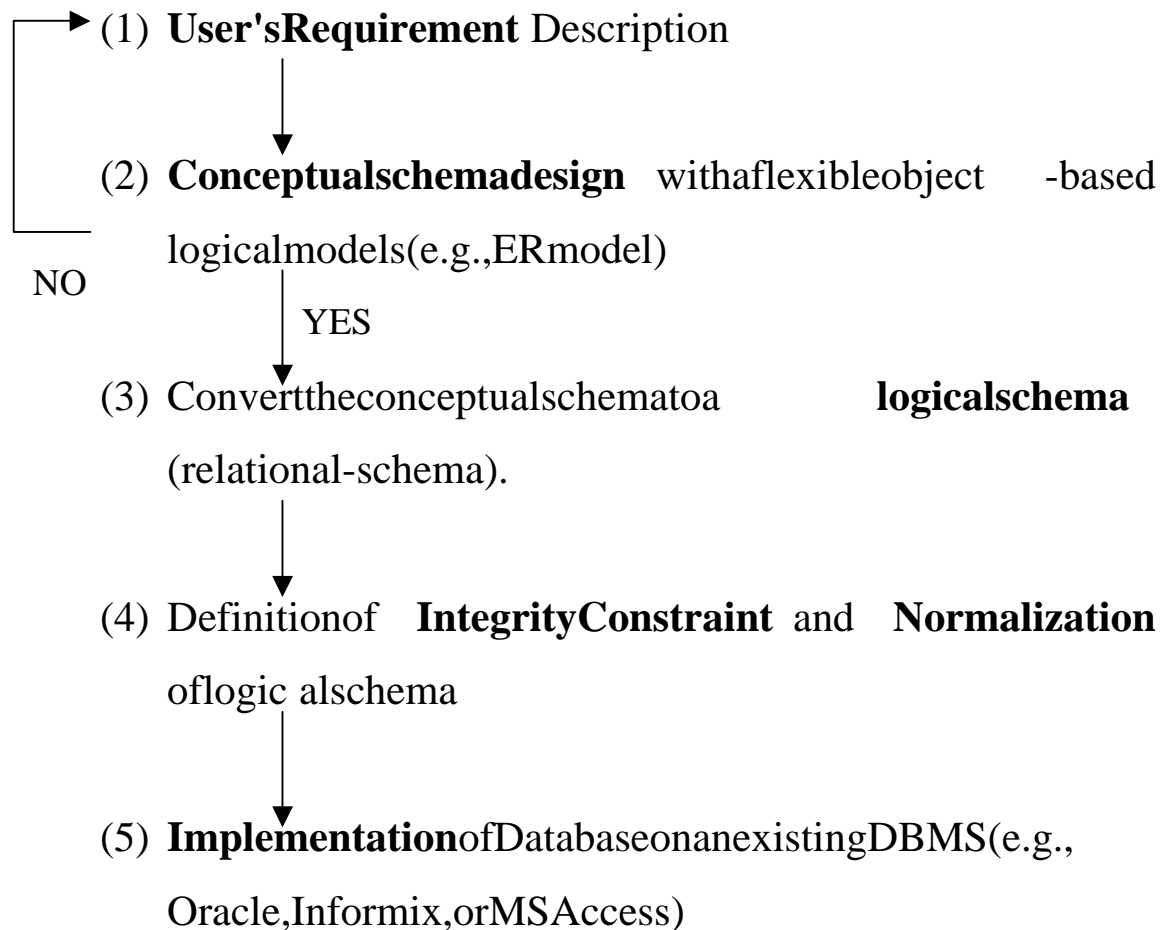 (1) User'sRequirement Description
(2) Conceptualschemadesign withaflexibleobject -based
logicalmodels(e.g.,ERmodel)
NO
YES
(3) Converttheconceptualschematoa logicalschema
(relational-schema).
(4) Definitionof IntegrityConstraint and Normalization
oflogic alschema
(5) ImplementationofDatabaseonanexistingDBMS(e.g.,
Oracle,Informix,orMSAccess)